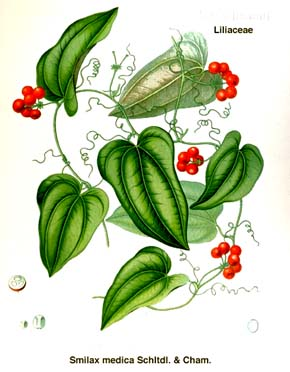 Liliaceae
Smilax medica Schltdl. & Cham.